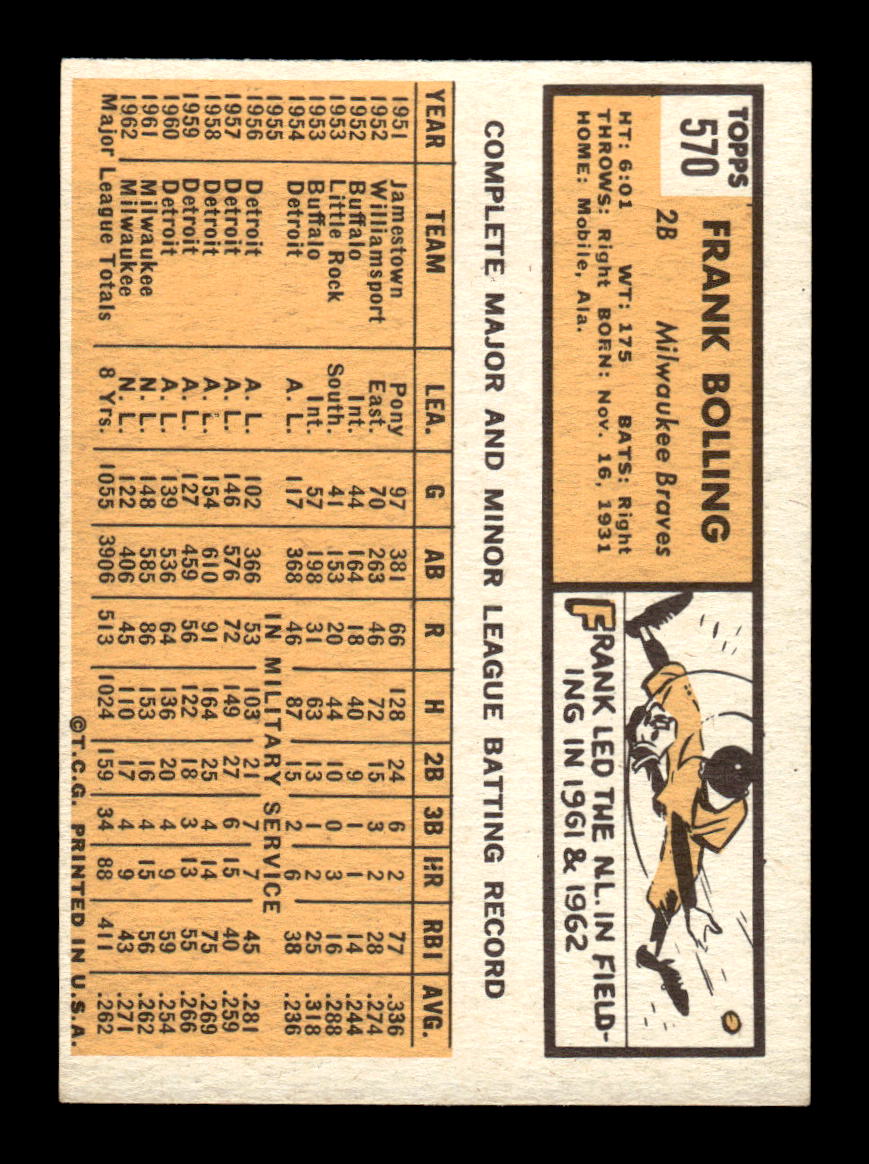 TOPPS
570
FRANK BOLLING
2B Milwaukee Braves
HT: 6:01 WT: 175 BATS: Right
THROWS: Right BORN: Nov. 16, 1931
HOME: Mobile, Ala.
FRANK LED THE N.L. IN FIELD-
ING IN 1961 & 1962
COMPLETE MAJOR AND MINOR LEAGUE BATTING RECORD
YEAR TEAM LEA. G AB R H 2B 3B HR RBI AVG.
1951 Jamestown Pony 97 381 66 128 24 6 2 77 .336
1952 Williamsport East. 70 263 46 72 15 3 2 28 .274
1952 Buffalo Int. 44 164 18 40 9 1 1 14 .244
1953 Little Rock South. 41 153 20 44 10 0 3 16 .288
1953 Buffalo Int. 57 198 31 63 13 1 2 25 .318
1954 Detroit A. L. 117 368 46 87 15 2 6 38 .236
1955 IN MILITARY SERVICE
1956 Detroit A. L. 102 366 53 103 21 7 7 45 .281
1957 Detroit A. L. 146 576 72 149 27 6 15 40 .259
1958 Detroit A. L. 154 610 91 164 25 4 14 75 .269
1959 Detroit A. L. 127 459 56 122 18 3 13 55 .266
1960 Detroit A. L. 139 536 64 136 20 4 9 59 .254
1961 Milwaukee N. L. 148 585 86 153 16 4 15 56 .262
1962 Milwaukee N. L. 122 406 45 110 17 4 9 43 .271
Major League Totals 8 Yrs. 1055 3906 513 1024 159 34 88 411 .262
©T.C.G. PRINTED IN U.S.A.